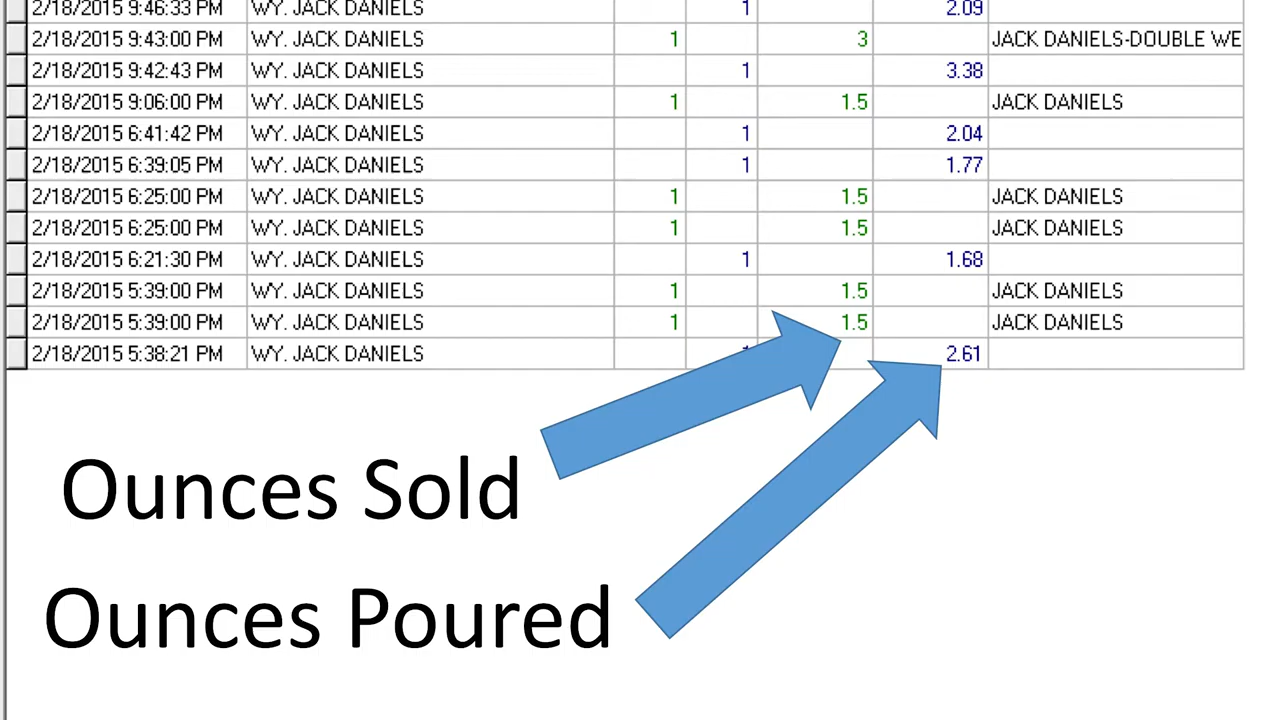 2/18/2015 9:46:33 PM WY. JACK DANIELS 1 2.09
2/18/2015 9:43:00 PM WY. JACK DANIELS 1 3 JACK DANIELS-DOUBLE WE
2/18/2015 9:42:43 PM WY. JACK DANIELS 1 3.38
2/18/2015 9:06:00 PM WY. JACK DANIELS 1 1.5 JACK DANIELS
2/18/2015 6:41:42 PM WY. JACK DANIELS 1 2.04
2/18/2015 6:39:05 PM WY. JACK DANIELS 1 1.77
2/18/2015 6:25:00 PM WY. JACK DANIELS 1 1.5 JACK DANIELS
2/18/2015 6:25:00 PM WY. JACK DANIELS 1 1.5 JACK DANIELS
2/18/2015 6:21:30 PM WY. JACK DANIELS 1 1.68
2/18/2015 5:39:00 PM WY. JACK DANIELS 1 1.5 JACK DANIELS
2/18/2015 5:39:00 PM WY. JACK DANIELS 1 1.5 JACK DANIELS
2/18/2015 5:38:21 PM WY. JACK DANIELS 2.61
Ounces Sold
Ounces Poured